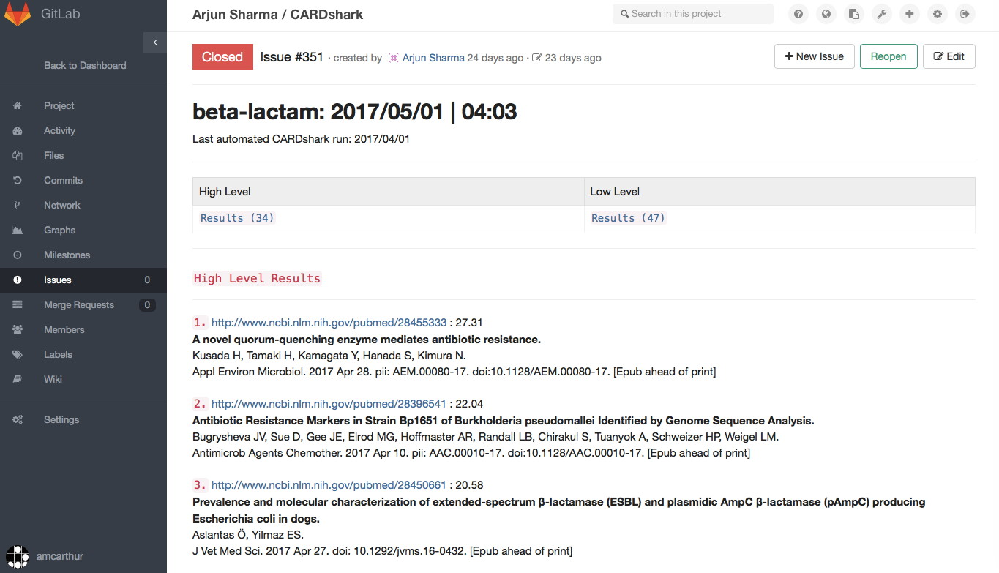 GitLab
Back to Dashboard
Project
Activity
Files
Commits
Network
Graphs
Milestones
Issues 0
Merge Requests 0
Members
Labels
Wiki
Settings
amcarthur
Arjun Sharma / CARDshark
Search in this project
Closed Issue #351 · created by Arjun Sharma 24 days ago · 23 days ago
New Issue
Reopen
Edit
beta-lactam: 2017/05/01 | 04:03
Last automated CARDshark run: 2017/04/01
High Level Low Level
Results (34) Results (47)
High Level Results
1. http://www.ncbi.nlm.nih.gov/pubmed/28455333 : 27.31
A novel quorum-quenching enzyme mediates antibiotic resistance.
Kusada H, Tamaki H, Kamagata Y, Hanada S, Kimura N.
Appl Environ Microbiol. 2017 Apr 28. pii: AEM.00080-17. doi:10.1128/AEM.00080-17. [Epub ahead of print]
2. http://www.ncbi.nlm.nih.gov/pubmed/28396541 : 22.04
Antibiotic Resistance Markers in Strain Bp1651 of Burkholderia pseudomallei Identified by Genome Sequence Analysis.
Bugrysheva JV, Sue D, Gee JE, Elrod MG, Hoffmaster AR, Randall LB, Chirakul S, Tuanyok A, Schweizer HP, Weigel LM.
Antimicrob Agents Chemother. 2017 Apr 10. pii: AAC.00010-17. doi:10.1128/AAC.00010-17. [Epub ahead of print]
3. http://www.ncbi.nlm.nih.gov/pubmed/28450661 : 20.58
Prevalence and molecular characterization of extended-spectrum β-lactamase (ESBL) and plasmidic AmpC β-lactamase (pAmpC) producing
Escherichia coli in dogs.
Aslantas Ö, Yilmaz ES.
J Vet Med Sci. 2017 Apr 27. doi: 10.1292/jvms.16-0432. [Epub ahead of print]